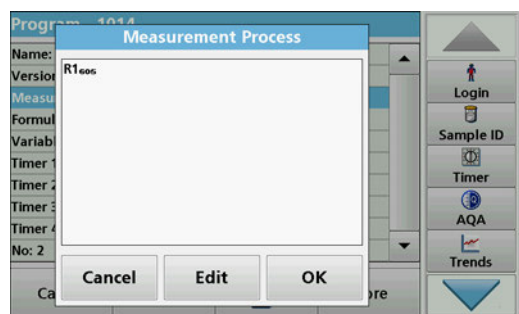 Program 1014
Measurement Process
Name:
Version
Measu
Formul
Variabl
Timer 1
Timer 2
Timer 3
Timer 4
No: 2
R1₆₀₅
Cancel
Edit
OK
Ca
ore
Login
Sample ID
Timer
AQA
Trends